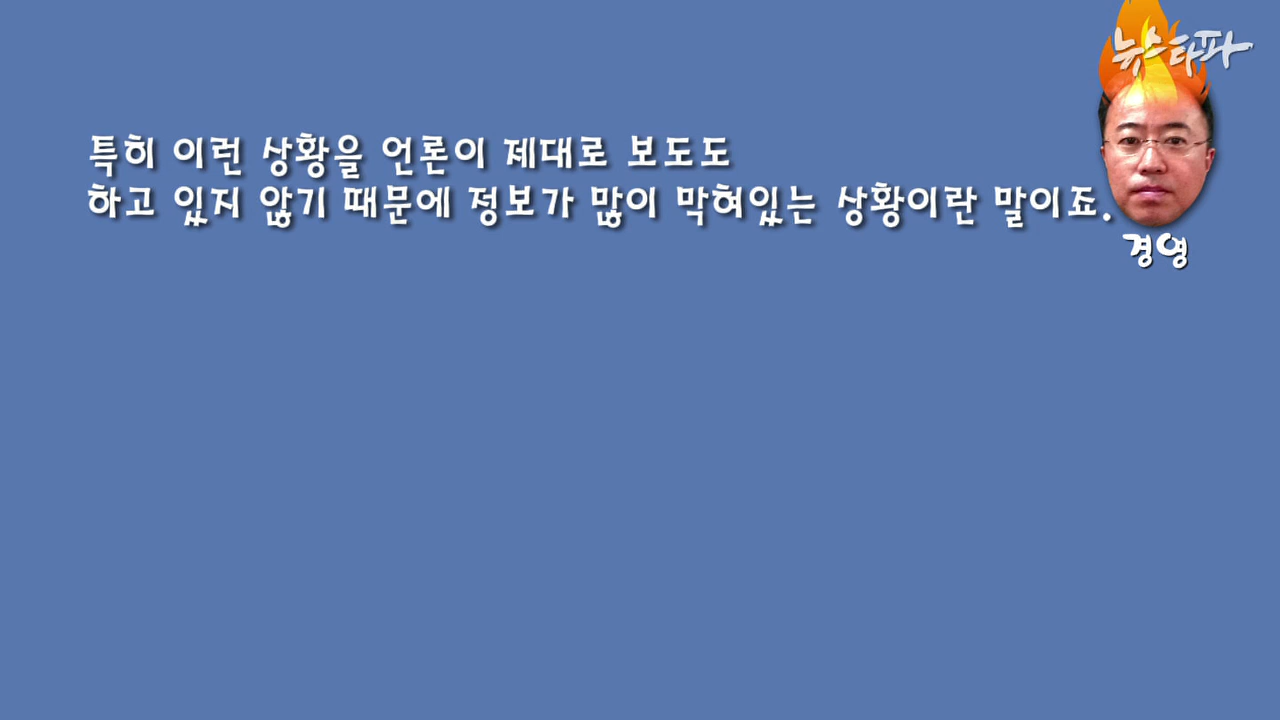 뉴스타파
특히 이런 상황을 언론이 제대로 보도도
하고 있지 않기 때문에 정보가 많이 막혀있는 상황이란 말이죠.
경영